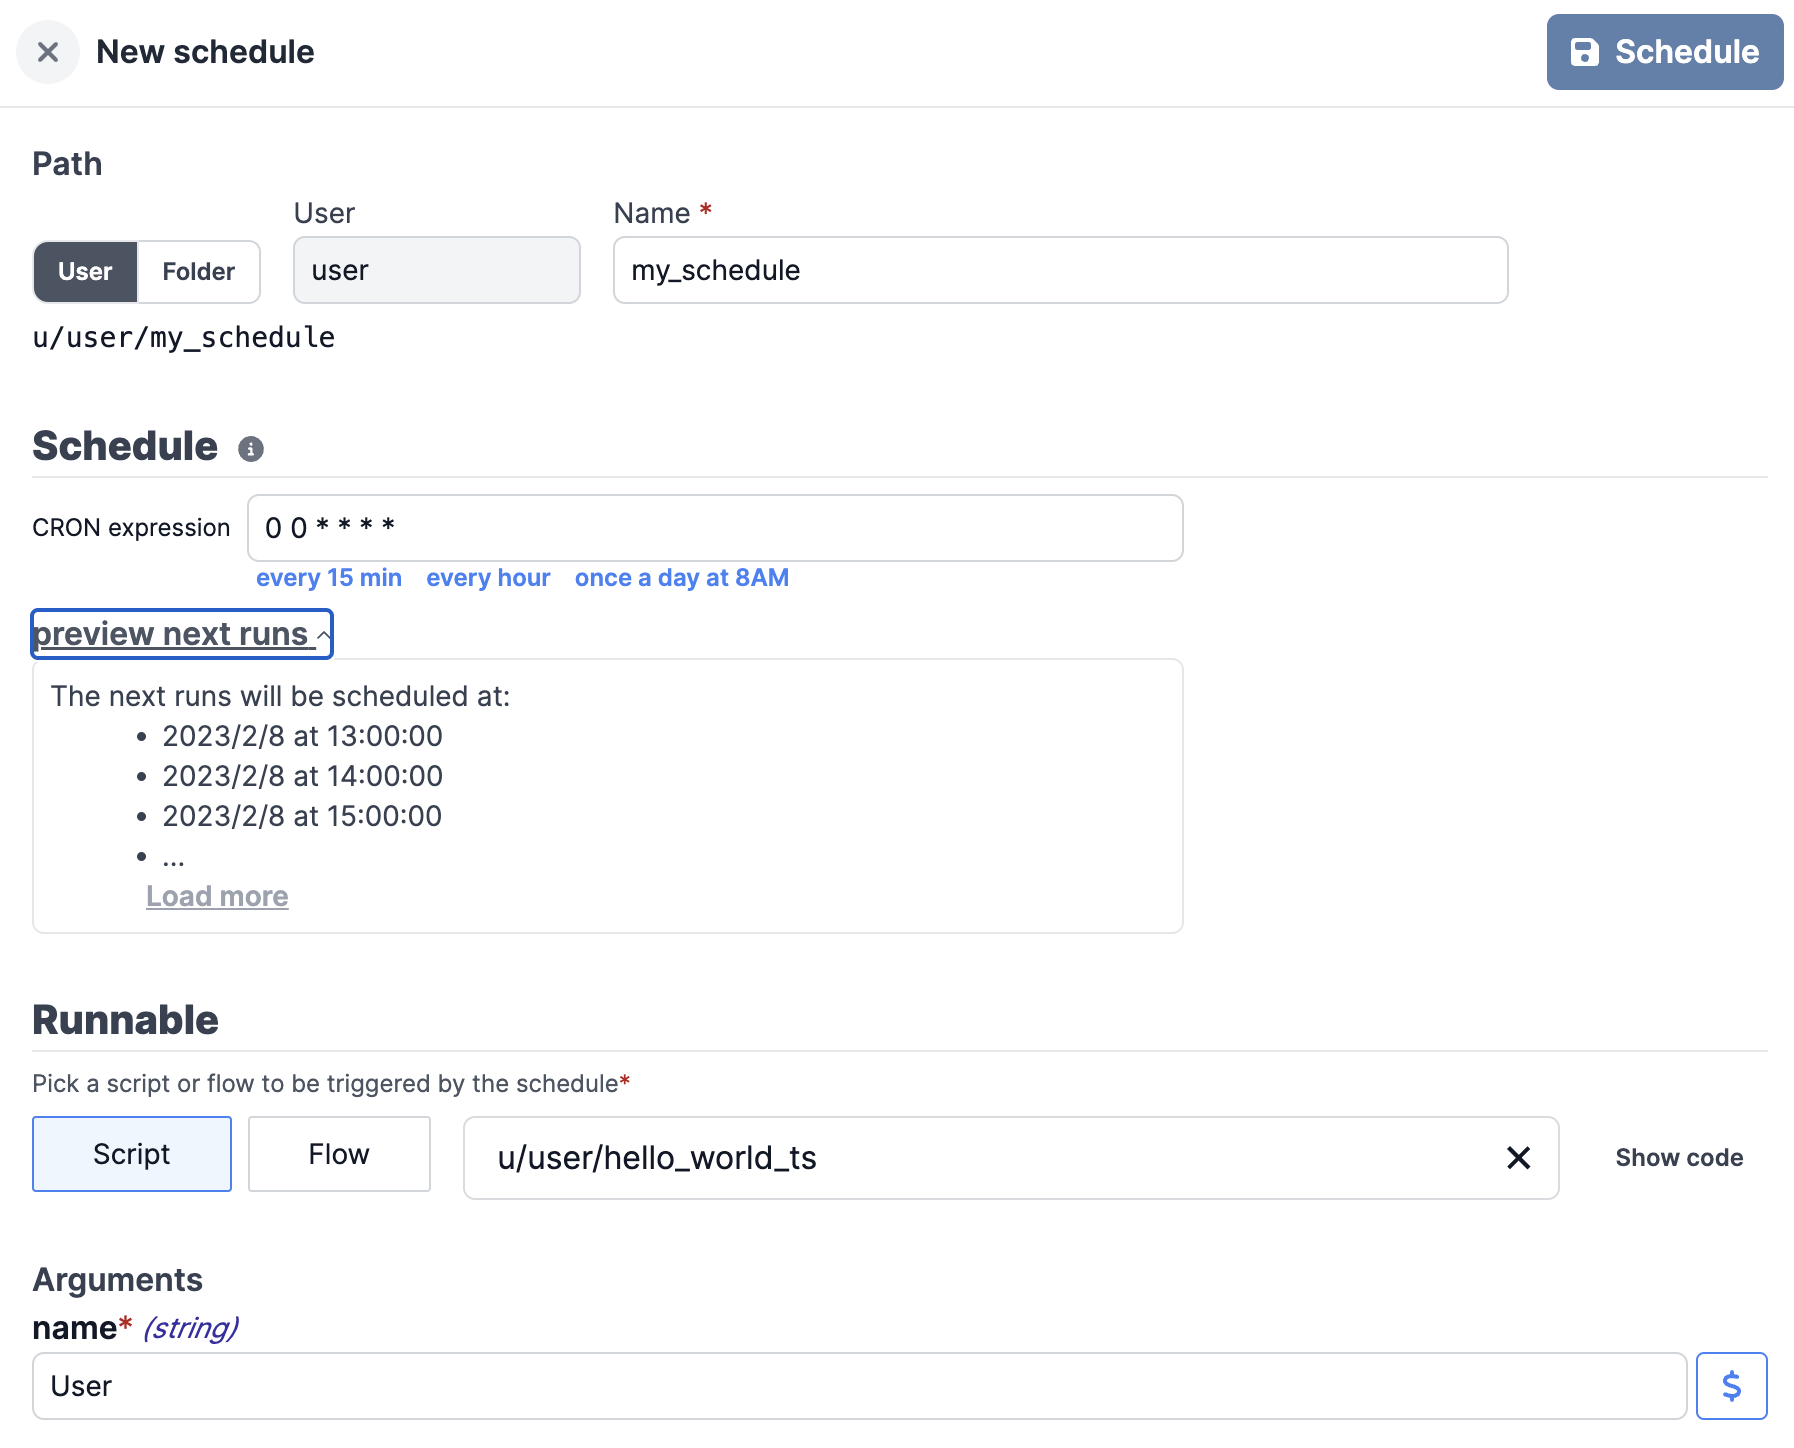 New schedule
Schedule
Path
User
Name *
User
Folder
user
my_schedule
u/user/my_schedule
Schedule
CRON expression
0 0 * * * *
every 15 min every hour once a day at 8AM
preview next runs
The next runs will be scheduled at:
• 2023/2/8 at 13:00:00
• 2023/2/8 at 14:00:00
• 2023/2/8 at 15:00:00
• ...
Load more
Runnable
Pick a script or flow to be triggered by the schedule*
Script
Flow
u/user/hello_world_ts
Show code
Arguments
name* (string)
User
$